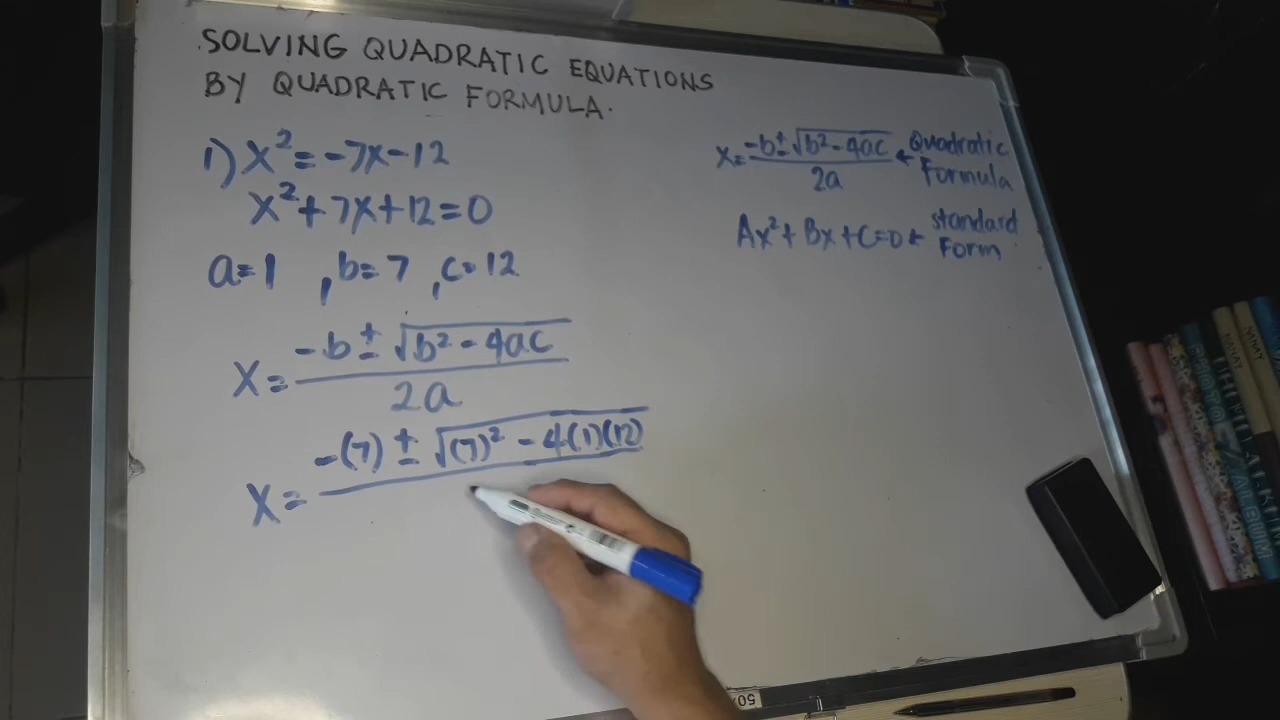 SOLVING QUADRATIC EQUATIONS
BY QUADRATIC FORMULA.
1) X² = -7X-12
X²+7X+12=0
a=1 , b=7 , c=12
X= -b ± √b² - 4ac / 2a
X= -(7) ± √(7)² - 4(1)(12)
X= -b ± √b² - 4ac / 2a ← Quadratic Formula
Ax²+ Bx + C=0 ← standard Form
50